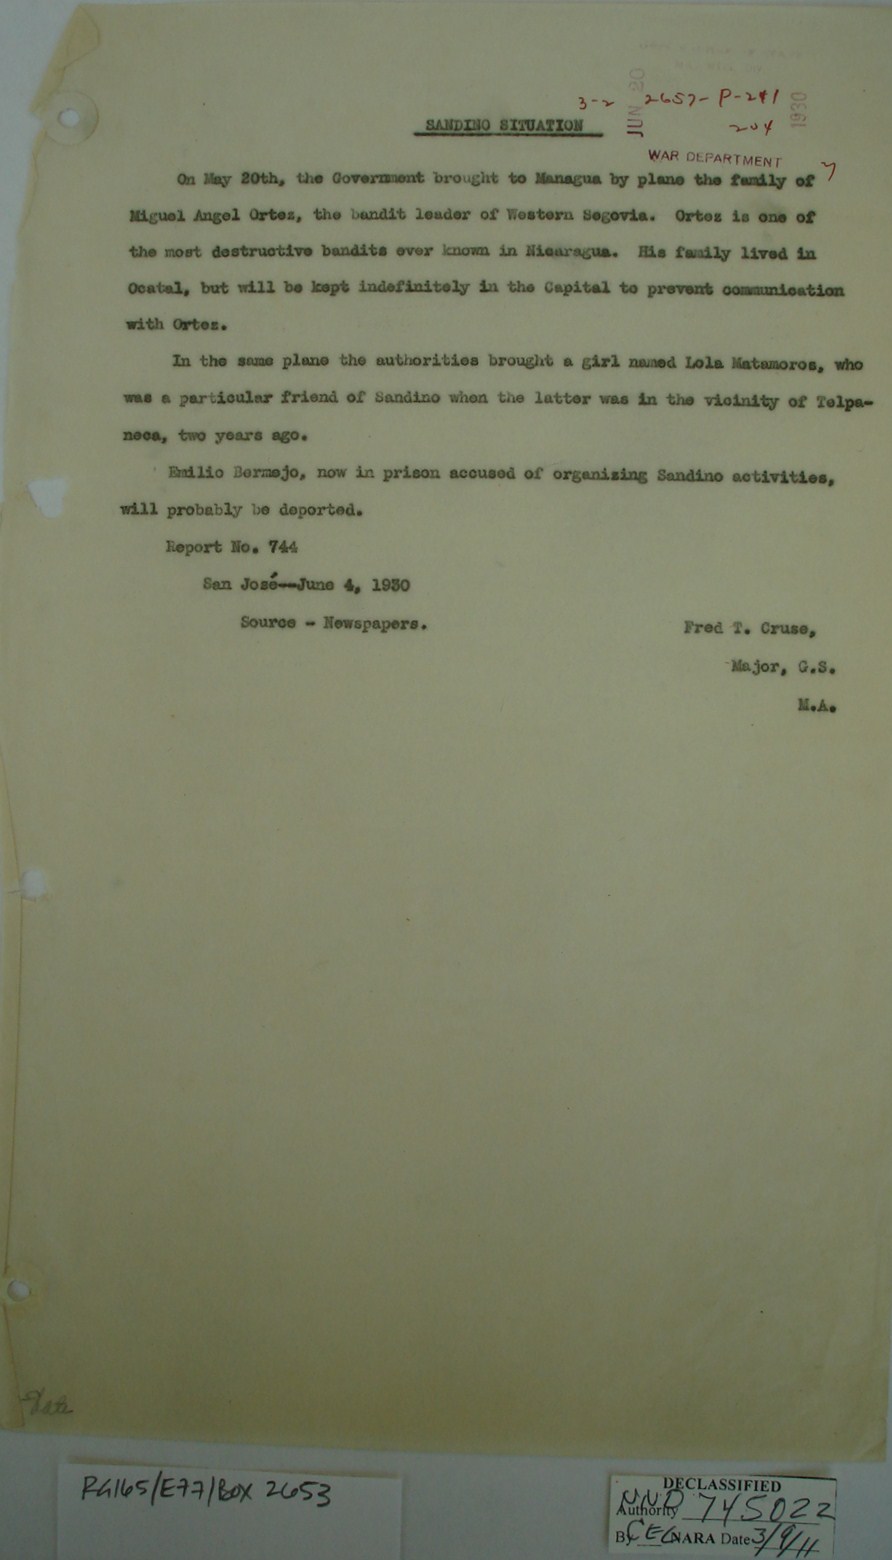 3-2 2657-P-241
204
JUN 20 1930
WAR DEPARTMENT
SANDINO SITUATION
On May 20th, the Government brought to Managua by plane the family of
Miguel Angel Ortez, the bandit leader of Western Segovia. Ortez is one of
the most destructive bandits ever known in Nicaragua. His family lived in
Ocatal, but will be kept indefinitely in the Capital to prevent communication
with Ortez.
In the same plane the authorities brought a girl named Lola Matamoros, who
was a particular friend of Sandino when the latter was in the vicinity of Telpa-
neca, two years ago.
Emilio Bermejo, now in prison accused of organizing Sandino activities,
will probably be deported.
Report No. 744
San José--June 4, 1930
Source - Newspapers.
Fred T. Cruse,
Major, G.S.
M.A.
RG165/E77/Box 2653
DECLASSIFIED
Authority NND 745022
By CEG NARA Date 3/9/11